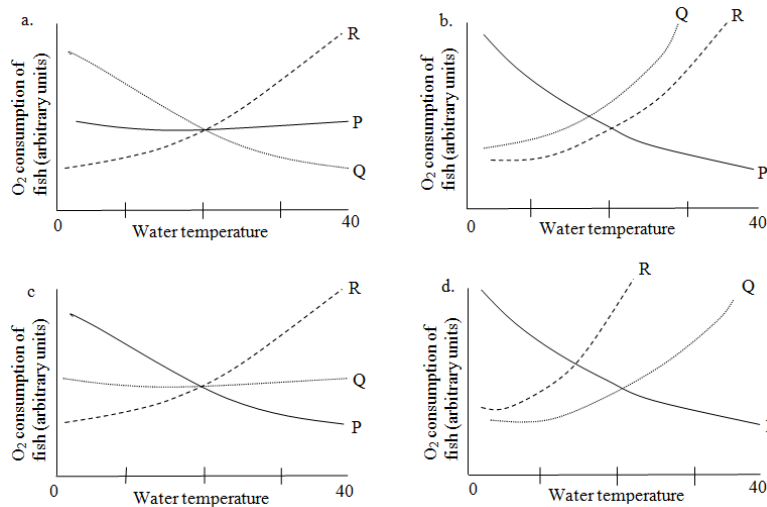 a.
O2 consumption of
fish (arbitrary units)
R
P
Q
0
Water temperature
40
b.
O2 consumption of
fish (arbitrary units)
Q
R
P
0
Water temperature
40
c
O2 consumption of
fish (arbitrary units)
R
Q
P
0
Water temperature
40
d.
O2 consumption of
fish (arbitrary units)
R
Q
0
Water temperature
40